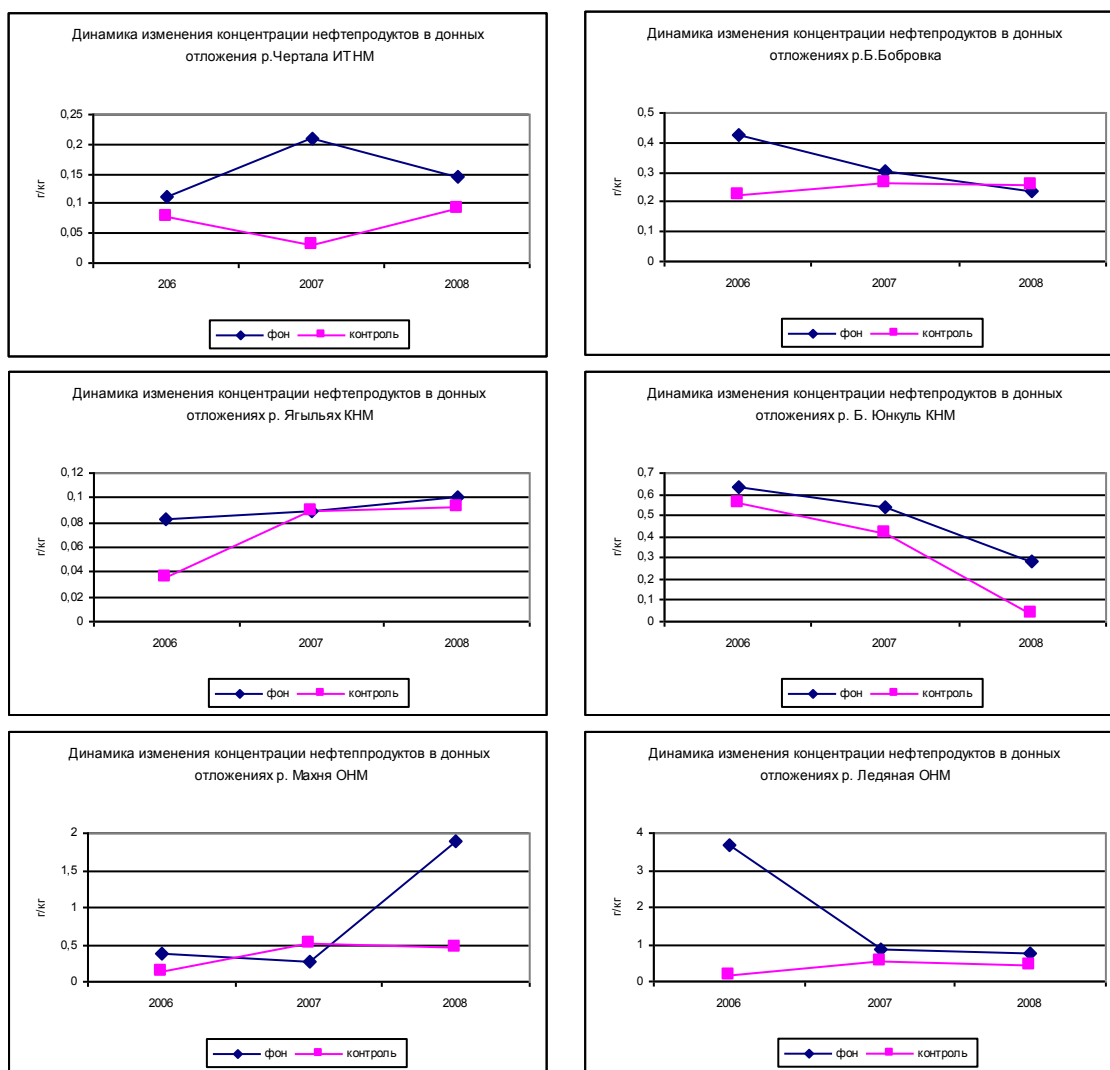 Динамика изменения концентрации нефтепродуктов в донных
отложения р.Чертала ИТНМ
0,25
0,2
0,15
0,1
0,05
0
г/кг
206 2007 2008
фон контроль
Динамика изменения концентрации нефтепродуктов в донных
отложениях р.Б.Бобровка
0,5
0,4
0,3
0,2
0,1
0
г/кг
2006 2007 2008
фон контроль
Динамика изменения концентрации нефтепродуктов в донных
отложениях р. Ягыльях КНМ
0,12
0,1
0,08
0,06
0,04
0,02
0
г/кг
2006 2007 2008
фон контроль
Динамика изменения концентрации нефтепродуктов в донных
отложениях р. Б. Юнкуль КНМ
0,7
0,6
0,5
0,4
0,3
0,2
0,1
0
г/кг
2006 2007 2008
фон контроль
Динамика изменения концентрации нефтеппродуктов в донных
отложениях р. Махня ОНМ
2
1,5
1
0,5
0
г/кг
2006 2007 2008
фон контроль
Динамика изменения концентрации нефтепродуктов в донных
отложениях р. Ледяная ОНМ
4
3
2
1
0
г/кг
2006 2007 2008
фон контроль